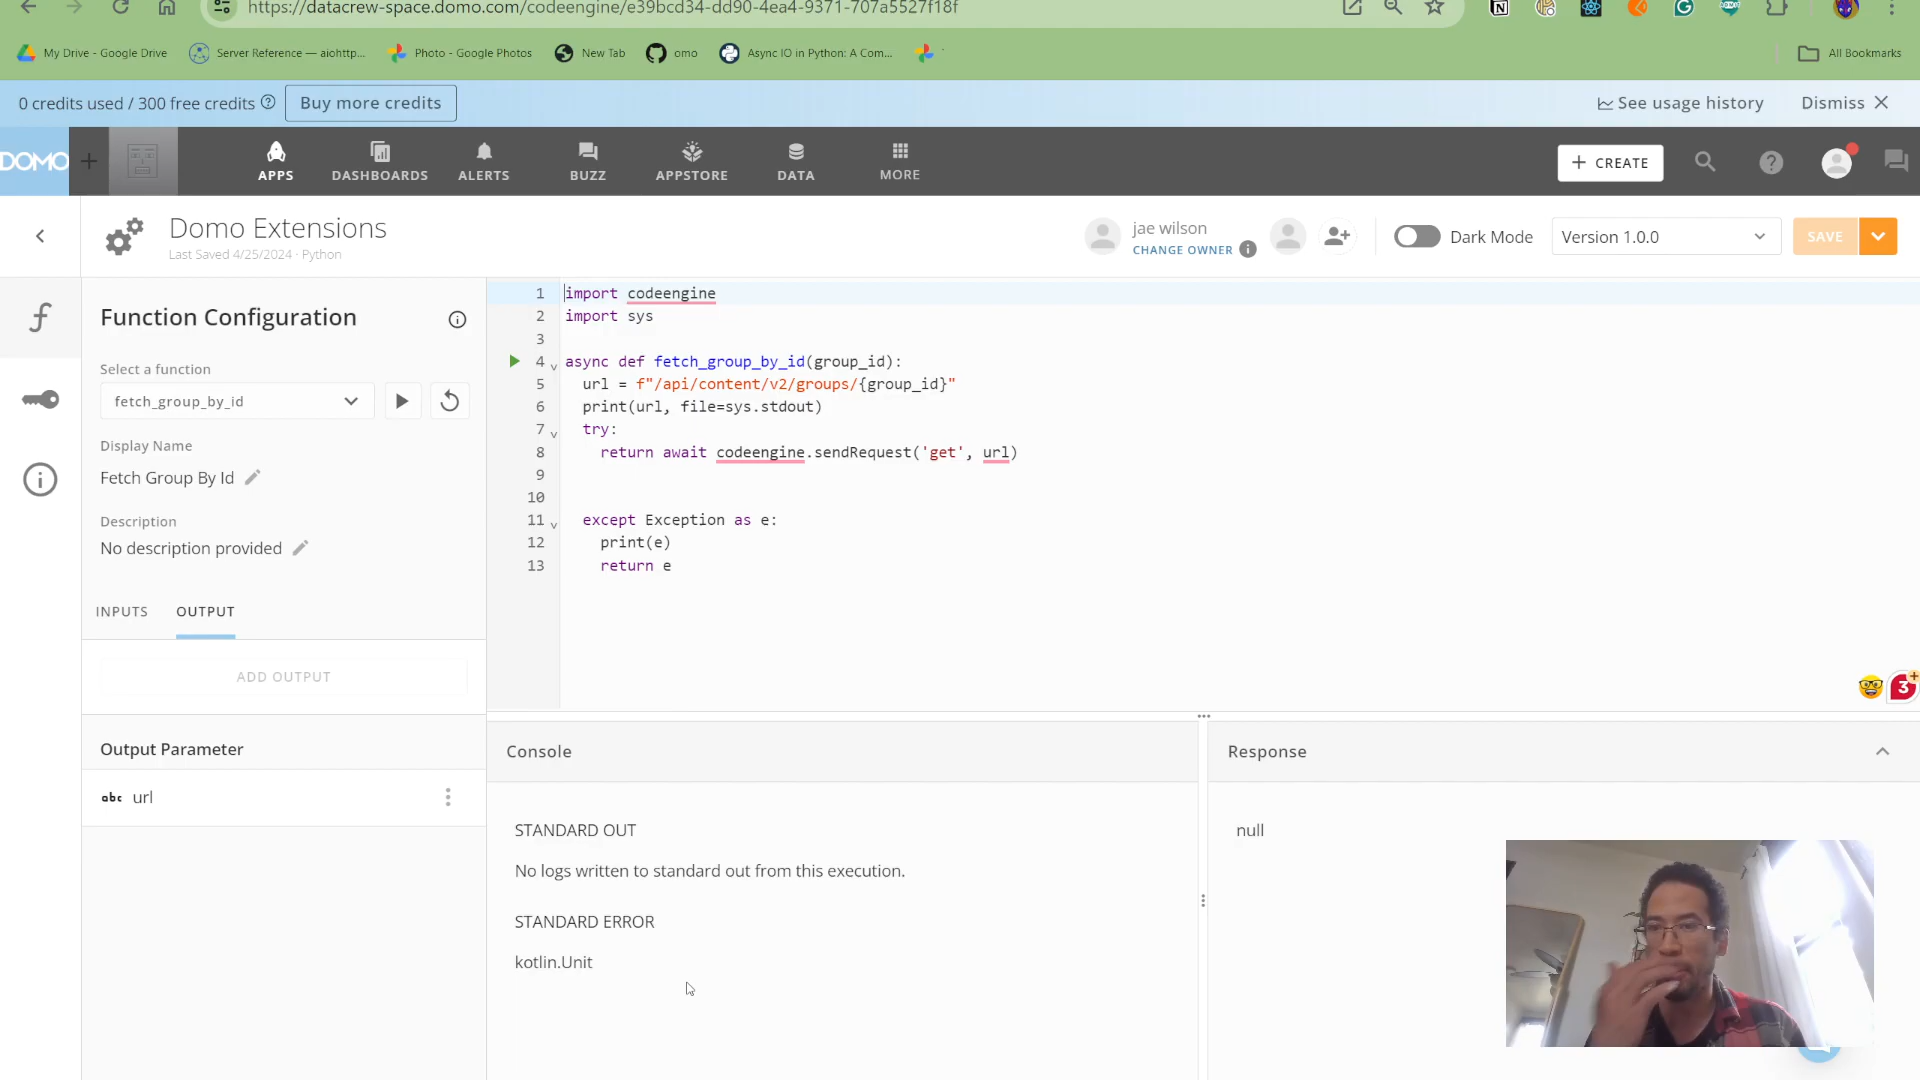 https://datacrew-space.domo.com/codeengine/e39bcd34-dd90-4ea4-9371-707a5527f18f
My Drive - Google Drive
Server Reference — aiohttp...
Photo - Google Photos
New Tab
omo
Async IO in Python: A Com...
All Bookmarks
0 credits used / 300 free credits
Buy more credits
See usage history
Dismiss
DOMO
APPS
DASHBOARDS
ALERTS
BUZZ
APPSTORE
DATA
MORE
+ CREATE
Domo Extensions
Last Saved 4/25/2024 · Python
jae wilson
CHANGE OWNER
Dark Mode
Version 1.0.0
SAVE
Function Configuration
Select a function
fetch_group_by_id
Display Name
Fetch Group By Id
Description
No description provided
INPUTS
OUTPUT
ADD OUTPUT
Output Parameter
abc url
1 import codeengine
2 import sys
3
4 async def fetch_group_by_id(group_id):
5 url = f"/api/content/v2/groups/{group_id}"
6 print(url, file=sys.stdout)
7 try:
8 return await codeengine.sendRequest('get', url)
9
10
11 except Exception as e:
12 print(e)
13 return e
3
Console
STANDARD OUT
No logs written to standard out from this execution.
STANDARD ERROR
kotlin.Unit
Response
null